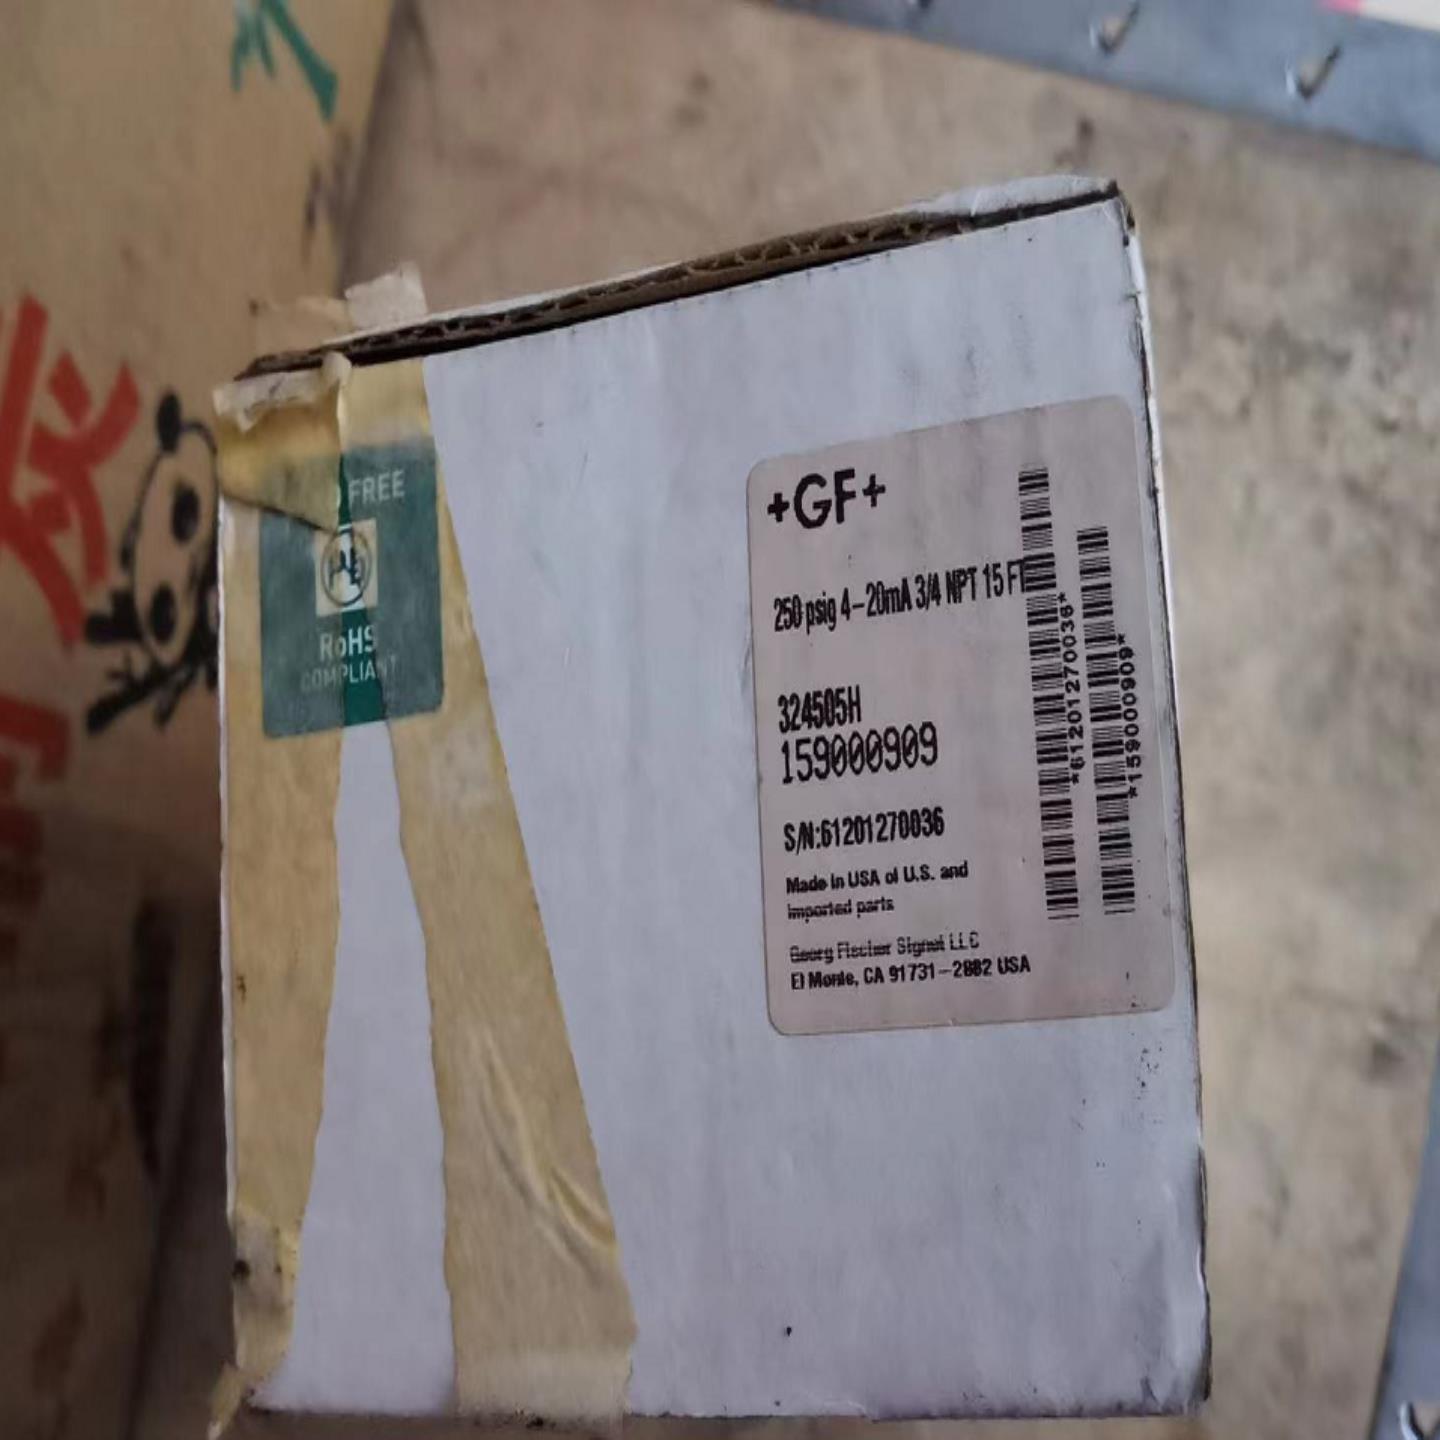 FREE
RoHS
COMPLIANT
+GF+
250 psig 4-20mA 3/4 NPT 15 FT
324505H
159000909
S/N:61201270036
Made in USA of U.S. and
imported parts
Georg Fischer Signet LLC
El Monte, CA 91731-2882 USA
*61201270036*
*159000909*